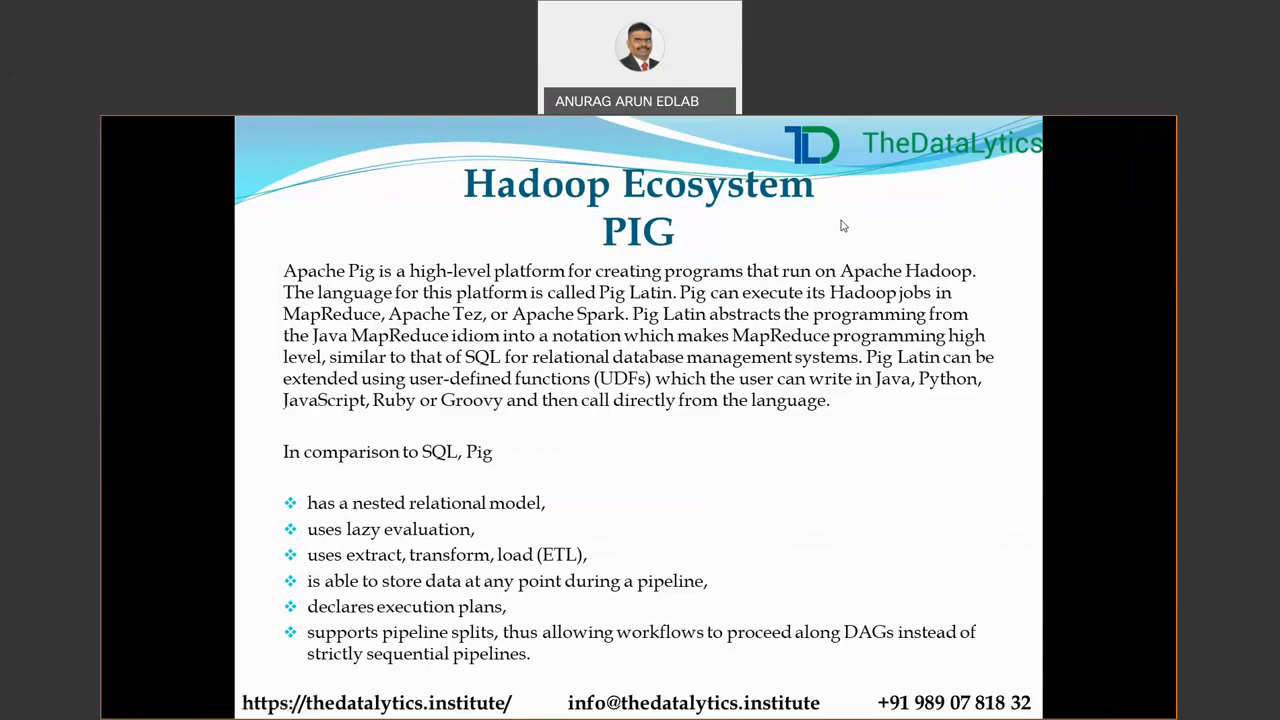 ANURAG ARUN EDLAB
TheDataLytics
Hadoop Ecosystem
PIG
Apache Pig is a high-level platform for creating programs that run on Apache Hadoop.
The language for this platform is called Pig Latin. Pig can execute its Hadoop jobs in
MapReduce, Apache Tez, or Apache Spark. Pig Latin abstracts the programming from
the Java MapReduce idiom into a notation which makes MapReduce programming high
level, similar to that of SQL for relational database management systems. Pig Latin can be
extended using user-defined functions (UDFs) which the user can write in Java, Python,
JavaScript, Ruby or Groovy and then call directly from the language.
In comparison to SQL, Pig
❖ has a nested relational model,
❖ uses lazy evaluation,
❖ uses extract, transform, load (ETL),
❖ is able to store data at any point during a pipeline,
❖ declares execution plans,
❖ supports pipeline splits, thus allowing workflows to proceed along DAGs instead of
strictly sequential pipelines.
https://thedatalytics.institute/ info@thedatalytics.institute +91 989 07 818 32